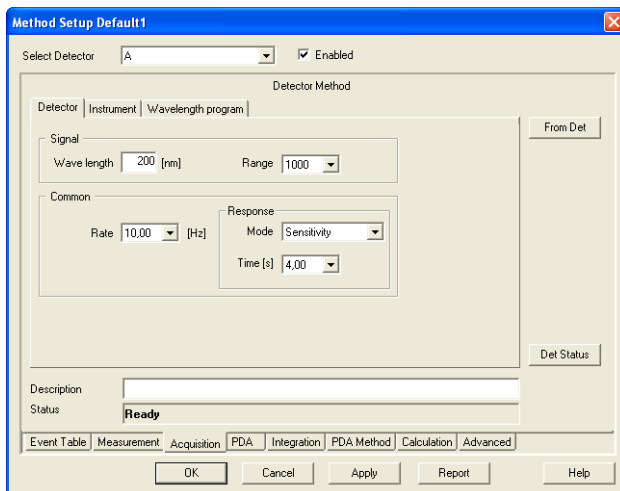 Method Setup Default1
Select Detector A Enabled
Detector Method
Detector Instrument Wavelength program
From Det
Signal
Wave length 200 [nm] Range 1000
Common
Response
Rate 10,00 [Hz] Mode Sensitivity
Time [s] 4,00
Det Status
Description
Status Ready
Event Table Measurement Acquisition PDA Integration PDA Method Calculation Advanced
OK Cancel Apply Report Help